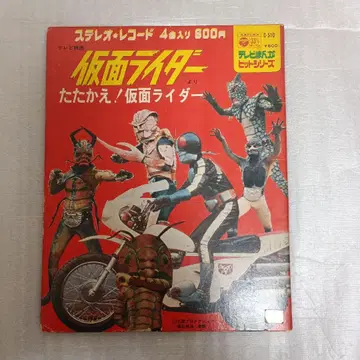 ステレオ・レコード 4曲入り 600円
テレビ映画
仮面ライダー
より
たたかえ!仮面ライダー
C-510
¥600
テレビまんが
ヒットシリーズ